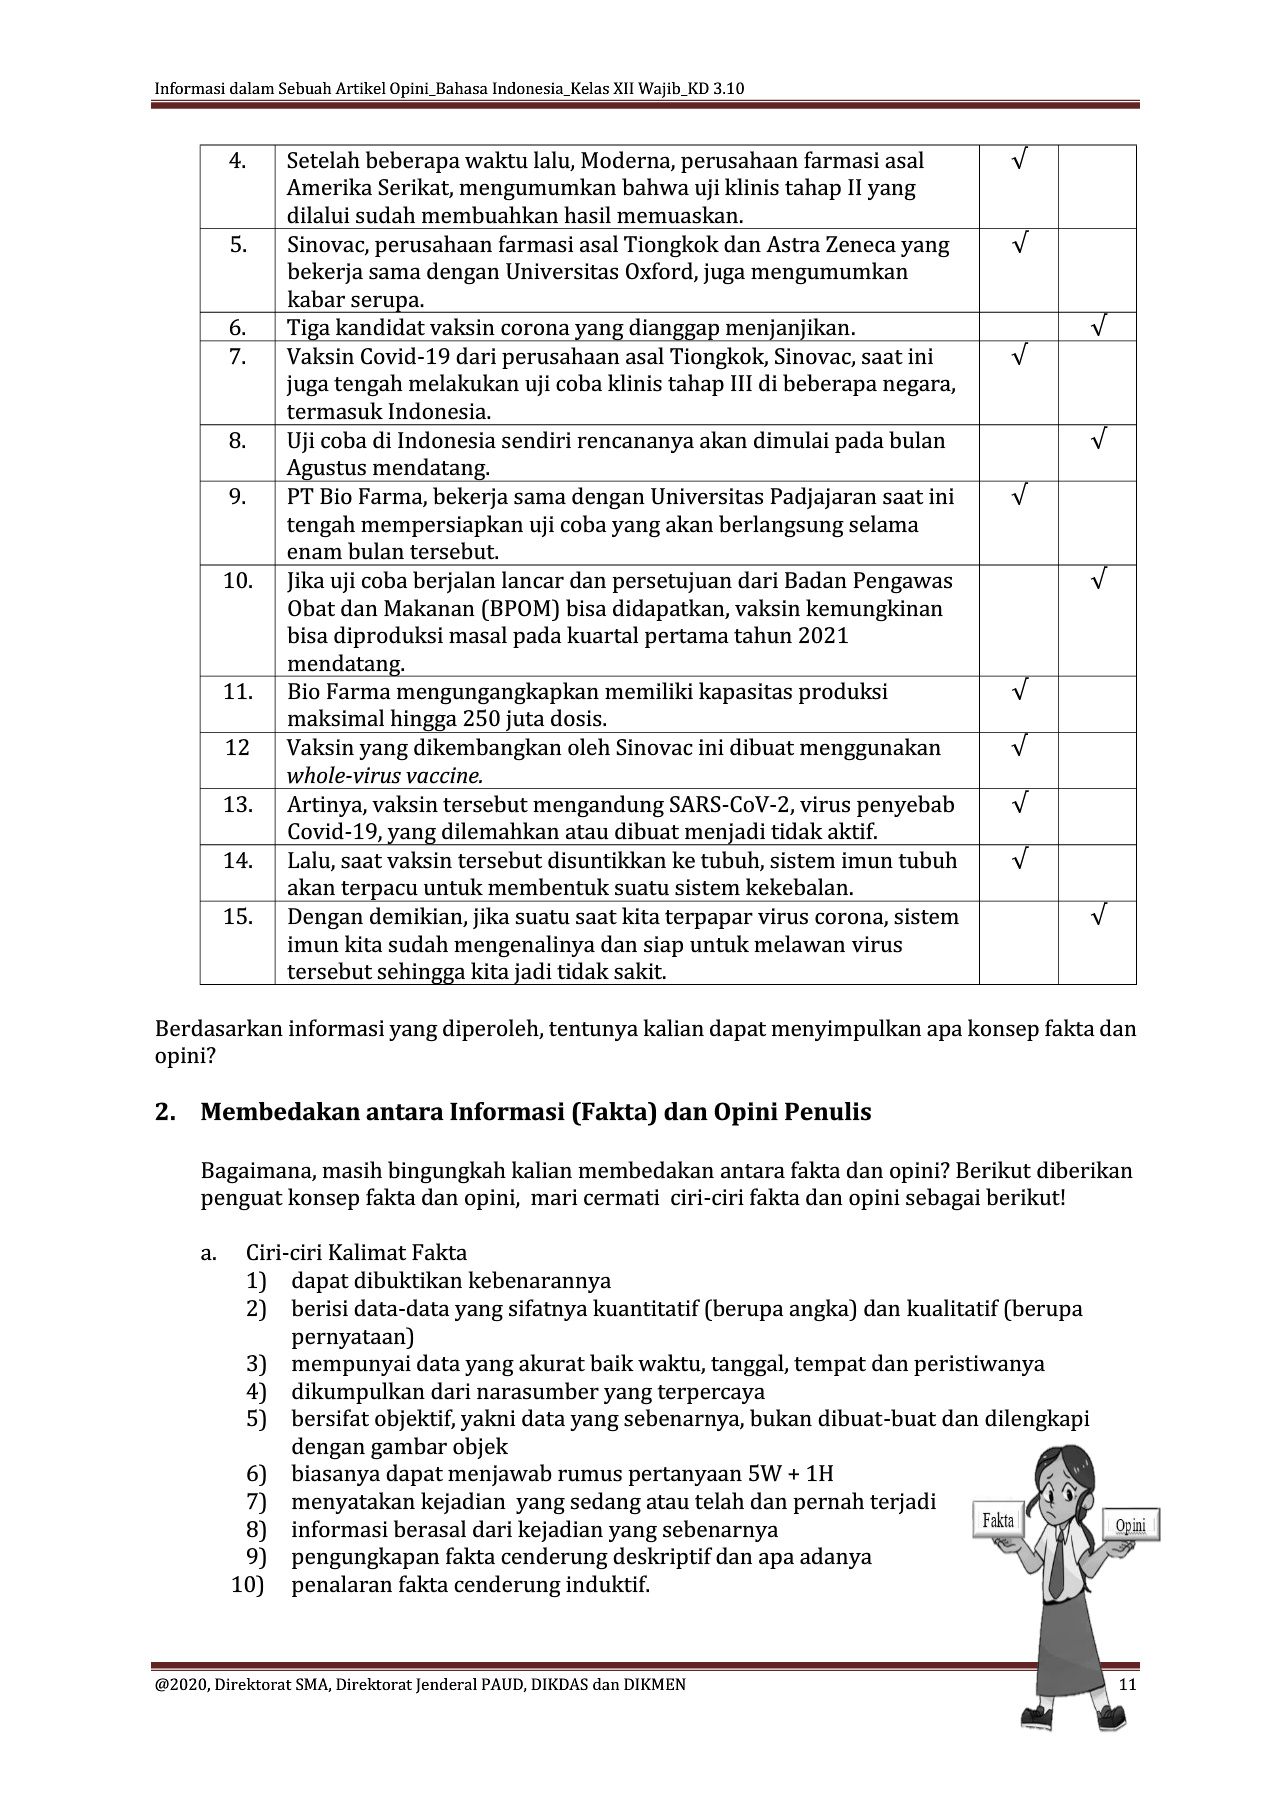 Informasi dalam Sebuah Artikel Opini_Bahasa Indonesia_Kelas XII Wajib_KD 3.10
4. Setelah beberapa waktu lalu, Moderna, perusahaan farmasi asal √
Amerika Serikat, mengumumkan bahwa uji klinis tahap II yang
dilalui sudah membuahkan hasil memuaskan.
5. Sinovac, perusahaan farmasi asal Tiongkok dan Astra Zeneca yang √
bekerja sama dengan Universitas Oxford, juga mengumumkan
kabar serupa.
6. Tiga kandidat vaksin corona yang dianggap menjanjikan. √
7. Vaksin Covid-19 dari perusahaan asal Tiongkok, Sinovac, saat ini √
juga tengah melakukan uji coba klinis tahap III di beberapa negara,
termasuk Indonesia.
8. Uji coba di Indonesia sendiri rencananya akan dimulai pada bulan √
Agustus mendatang.
9. PT Bio Farma, bekerja sama dengan Universitas Padjajaran saat ini √
tengah mempersiapkan uji coba yang akan berlangsung selama
enam bulan tersebut.
10. Jika uji coba berjalan lancar dan persetujuan dari Badan Pengawas √
Obat dan Makanan (BPOM) bisa didapatkan, vaksin kemungkinan
bisa diproduksi masal pada kuartal pertama tahun 2021
mendatang.
11. Bio Farma mengungangkapkan memiliki kapasitas produksi √
maksimal hingga 250 juta dosis.
12 Vaksin yang dikembangkan oleh Sinovac ini dibuat menggunakan √
whole-virus vaccine.
13. Artinya, vaksin tersebut mengandung SARS-CoV-2, virus penyebab √
Covid-19, yang dilemahkan atau dibuat menjadi tidak aktif.
14. Lalu, saat vaksin tersebut disuntikkan ke tubuh, sistem imun tubuh √
akan terpacu untuk membentuk suatu sistem kekebalan.
15. Dengan demikian, jika suatu saat kita terpapar virus corona, sistem √
imun kita sudah mengenalinya dan siap untuk melawan virus
tersebut sehingga kita jadi tidak sakit.
Berdasarkan informasi yang diperoleh, tentunya kalian dapat menyimpulkan apa konsep fakta dan
opini?
2. Membedakan antara Informasi (Fakta) dan Opini Penulis
Bagaimana, masih bingungkah kalian membedakan antara fakta dan opini? Berikut diberikan
penguat konsep fakta dan opini, mari cermati ciri-ciri fakta dan opini sebagai berikut!
a. Ciri-ciri Kalimat Fakta
1) dapat dibuktikan kebenarannya
2) berisi data-data yang sifatnya kuantitatif (berupa angka) dan kualitatif (berupa
pernyataan)
3) mempunyai data yang akurat baik waktu, tanggal, tempat dan peristiwanya
4) dikumpulkan dari narasumber yang terpercaya
5) bersifat objektif, yakni data yang sebenarnya, bukan dibuat-buat dan dilengkapi
dengan gambar objek
6) biasanya dapat menjawab rumus pertanyaan 5W + 1H
7) menyatakan kejadian yang sedang atau telah dan pernah terjadi
8) informasi berasal dari kejadian yang sebenarnya
9) pengungkapan fakta cenderung deskriptif dan apa adanya
10) penalaran fakta cenderung induktif.
Fakta
Opini
@2020, Direktorat SMA, Direktorat Jenderal PAUD, DIKDAS dan DIKMEN 11